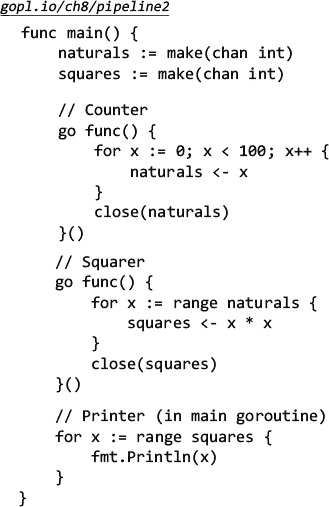 gopl.io/ch8/pipeline2
func main() {
    naturals := make(chan int)
    squares := make(chan int)
    // Counter
    go func() {
        for x := 0; x < 100; x++ {
            naturals <- x
        }
        close(naturals)
    }()
    // Squarer
    go func() {
        for x := range naturals {
            squares <- x * x
        }
        close(squares)
    }()
    // Printer (in main goroutine)
    for x := range squares {
        fmt.Println(x)
    }
}